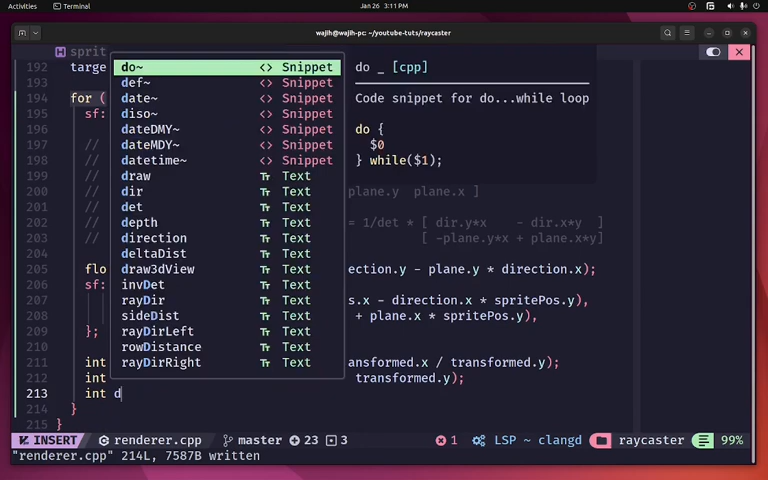 Activities Terminal Jan 26 3:11 PM
wajih@wajih-pc: ~/youtube-tuts/raycaster
sprit
192 targe
193
194 for (
195 sf:
196
197 //
198 //
199 //
200 // plane.y plane.x ]
201 //
202 // = 1/det * [ dir.y*x - dir.x*y ]
203 // [ -plane.y*x + plane.x*y]
204
205 flo ection.y - plane.y * direction.x);
206 sf:
207 s.x - direction.x * spritePos.y),
208 + plane.x * spritePos.y),
209 };
210
211 int ansformed.x / transformed.y);
212 int transformed.y);
213 int d
214 }
215 }
do~ <> Snippet
def~ <> Snippet
date~ <> Snippet
diso~ <> Snippet
dateDMY~ <> Snippet
dateMDY~ <> Snippet
datetime~ <> Snippet
draw Text
dir Text
det Text
depth Text
direction Text
deltaDist Text
draw3dView Text
invDet Text
rayDir Text
sideDist Text
rayDirLeft Text
rowDistance Text
rayDirRight Text
do _ [cpp]
Code snippet for do...while loop
do {
$0
} while($1);
INSERT renderer.cpp master 23 3 1 LSP ~ clangd raycaster 99%
"renderer.cpp" 214L, 7587B written